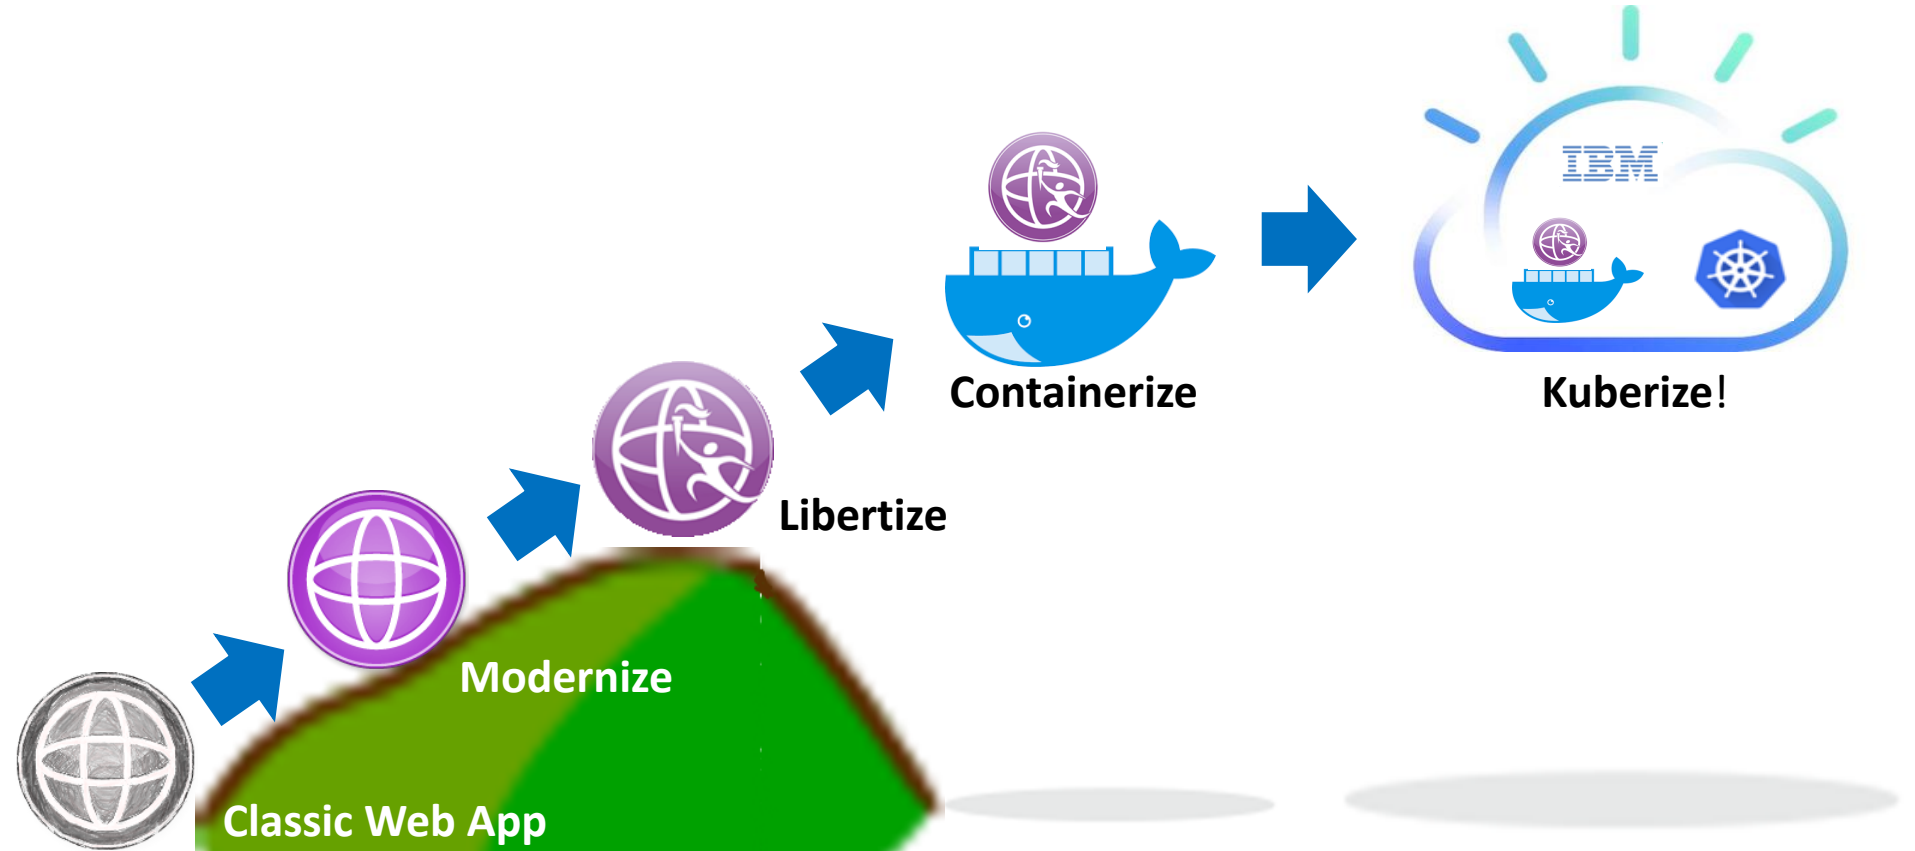 IBM
Containerize
Kuberize!
Libertize
Modernize
Classic Web App